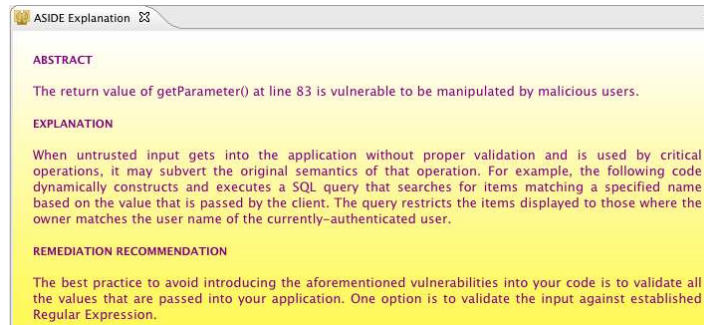 ASIDE Explanation
ABSTRACT
The return value of getParameter() at line 83 is vulnerable to be manipulated by malicious users.
EXPLANATION
When untrusted input gets into the application without proper validation and is used by critical
operations, it may subvert the original semantics of that operation. For example, the following code
dynamically constructs and executes a SQL query that searches for items matching a specified name
based on the value that is passed by the client. The query restricts the items displayed to those where the
owner matches the user name of the currently-authenticated user.
REMEDIATION RECOMMENDATION
The best practice to avoid introducing the aforementioned vulnerabilities into your code is to validate all
the values that are passed into your application. One option is to validate the input against established
Regular Expression.